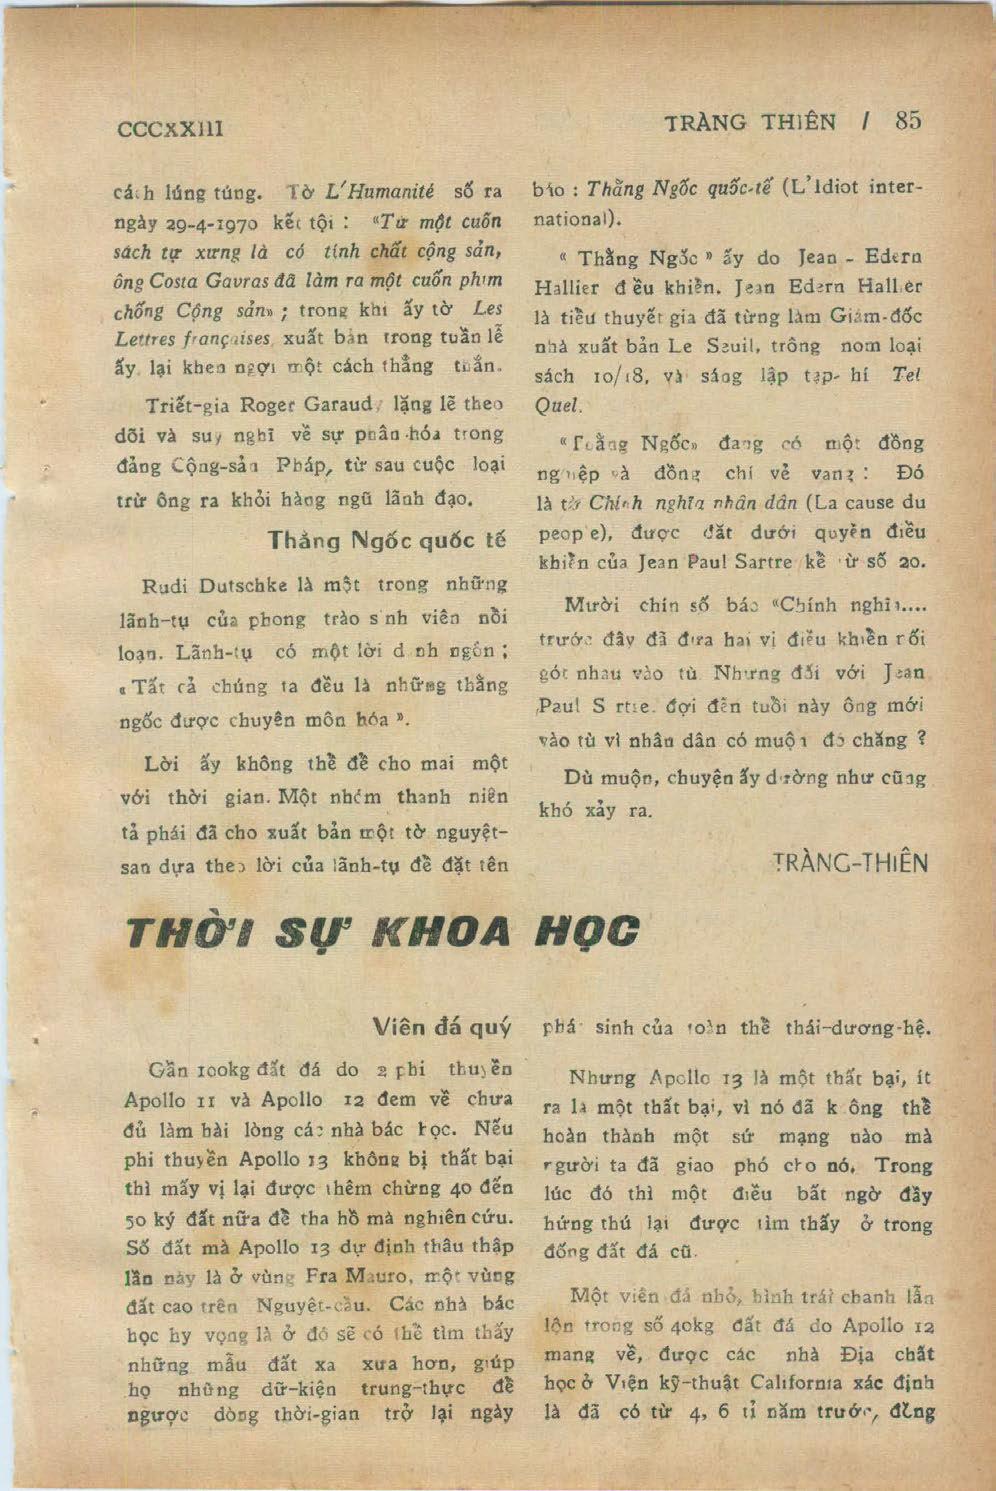 CCCXXIII
TRÀNG THIÊN / 85
cách lúng túng. Tờ L'Humanité số ra
ngày 29-4-1970 kết tội : «Từ một cuốn
sách tự xưng là có tính chất cộng sản,
ông Costa Gavras đã làm ra một cuốn phim
chống Cộng sản» ; trong khi ấy tờ Les
Lettres françaises, xuất bản trong tuần lễ
ấy, lại khen ngợi một cách thẳng thắn.
Triết-gia Roger Garaudy lặng lẽ theo
dõi và suy nghĩ về sự phân-hóa trong
đảng Cộng-sản Pháp, từ sau cuộc loại
trừ ông ra khỏi hàng ngũ lãnh đạo.
Thằng Ngốc quốc tế
Rudi Dutschke là một trong những
lãnh-tụ của phong trào sinh viên nổi
loạn. Lãnh-tụ có một lời danh ngôn ;
« Tất cả chúng ta đều là những thằng
ngốc được chuyên môn hóa ».
Lời ấy không thể để cho mai một
với thời gian. Một nhóm thanh niên
tả phái đã cho xuất bản một tờ nguyệt-
san dựa theo lời của lãnh-tụ để đặt tên
báo : Thằng Ngốc quốc-tế (L'Idiot inter-
national).
« Thằng Ngốc » ấy do Jean - Edern
Hallier điều khiển. Jean Edern Hallier
là tiểu thuyết gia đã từng làm Giám-đốc
nhà xuất bản Le Seuil, trông nom loại
sách 10/18, và sáng lập tạp-chí Tel
Quel.
« Thằng Ngốc» đang có một đồng
nghiệp và đồng chí vẻ vang : Đó
là tờ Chính nghĩa nhân dân (La cause du
peuple), được đặt dưới quyền điều
khiển của Jean Paul Sartre kể từ số 20.
Mười chín số báo «Chính nghĩa....
trước đây đã đưa hai vị điều khiển rối
gót nhau vào tù. Nhưng đối với Jean
Paul Sartre, đợi đến tuổi này ông mới
vào tù vì nhân dân có muộn đó chăng ?
Dù muộn, chuyện ấy dường như cũng
khó xảy ra.
TRÀNG-THIÊN
THỜI SỰ KHOA HỌC
Viên đá quý
Gần 100kg đất đá do 2 phi thuyền
Apollo 11 và Apollo 12 đem về chưa
đủ làm hài lòng các nhà bác học. Nếu
phi thuyền Apollo 13 không bị thất bại
thì mấy vị lại được thêm chừng 40 đến
50 ký đất nữa để tha hồ mà nghiên cứu.
Số đất mà Apollo 13 dự định thâu thập
lần này là ở vùng Fra Mauro, một vùng
đất cao trên Nguyệt-cầu. Các nhà bác
học hy vọng là ở đó sẽ có thể tìm thấy
những mẫu đất xa xưa hơn, giúp
họ những dữ-kiện trung-thực để
ngược dòng thời-gian trở lại ngày
phát sinh của toàn thể thái-dương-hệ.
Nhưng Apollo 13 là một thất bại, ít
ra là một thất bại, vì nó đã không thể
hoàn thành một sứ mạng nào mà
người ta đã giao phó cho nó. Trong
lúc đó thì một điều bất ngờ đầy
hứng thú lại được tìm thấy ở trong
đống đất đá cũ.
Một viên đá nhỏ, hình trái chanh lẫn
lộn trong số 40kg đất đá do Apollo 12
mang về, được các nhà Địa chất
học ở Viện kỹ-thuật California xác định
là đã có từ 4, 6 tỉ năm trước, đồng